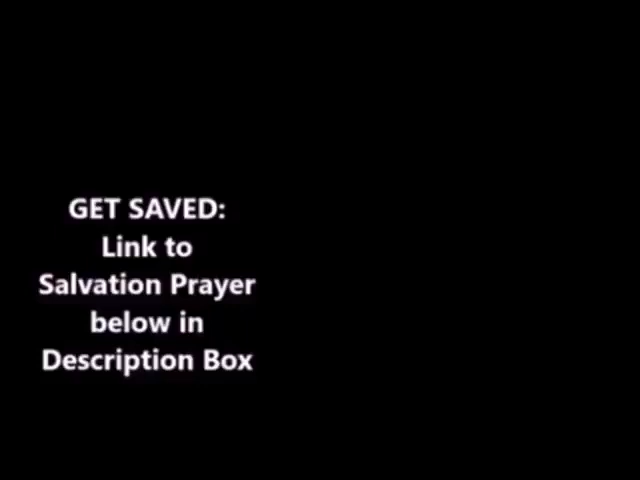 GET SAVED:
Link to
Salvation Prayer
below in
Description Box